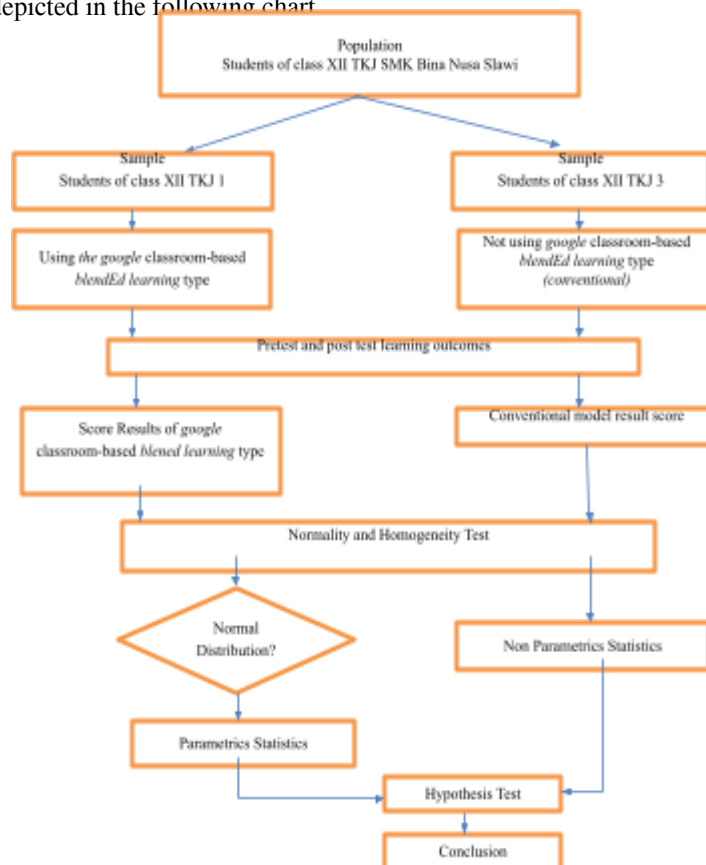 depicted in the following chart
Population
Students of class XII TKJ SMK Bina Nusa Slawi
Sample
Students of class XII TKJ 1
Sample
Students of class XII TKJ 3
Using the google classroom-based
blendEd learning type
Not using google classroom-based
blendEd learning type
(conventional)
Pretest and post test learning outcomes
Score Results of google
classroom-based blened learning type
Conventional model result score
Normality and Homogeneity Test
Normal
Distribution?
Non Parametrics Statistics
Parametrics Statistics
Hypothesis Test
Conclusion